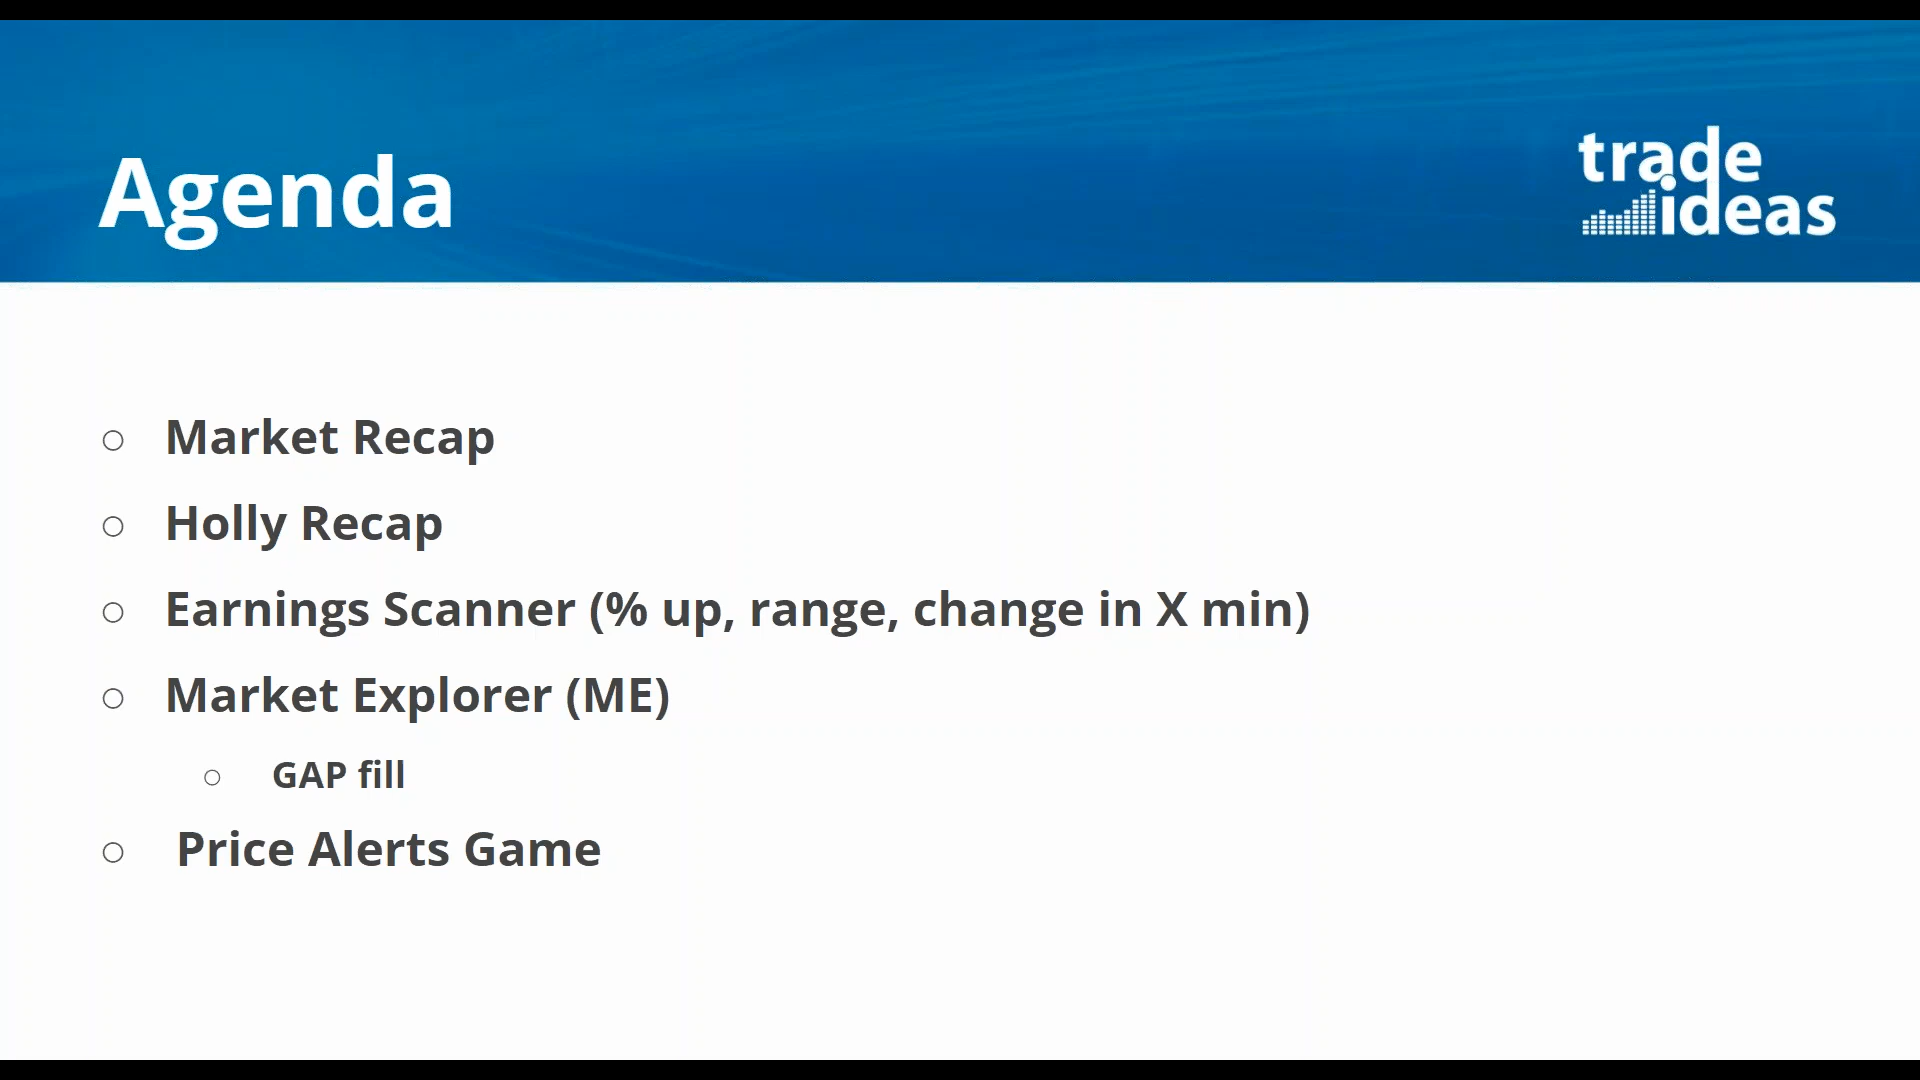 Agenda
trade
ideas
Market Recap
Holly Recap
Earnings Scanner (% up, range, change in X min)
Market Explorer (ME)
GAP fill
Price Alerts Game